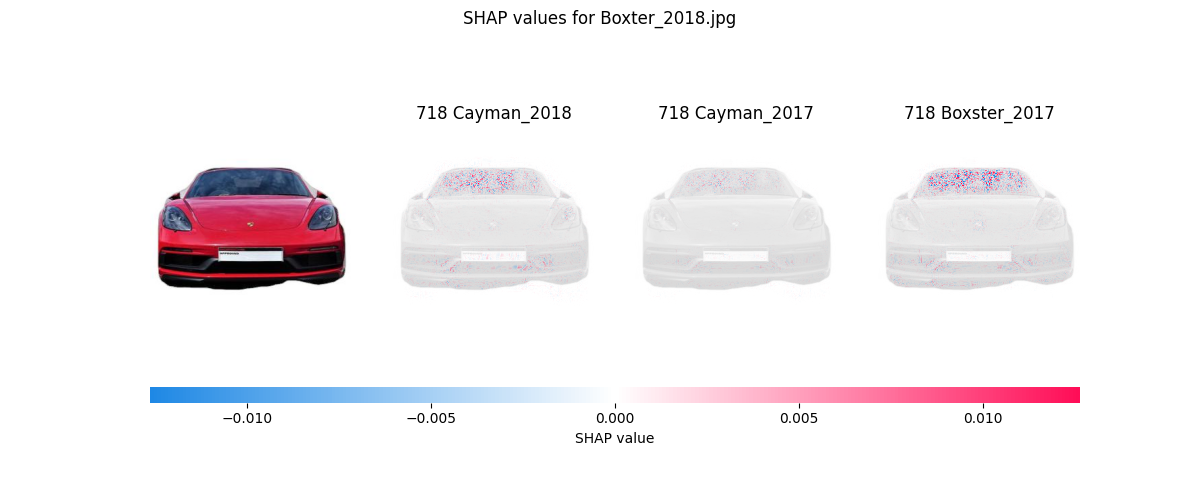 SHAP values for Boxter_2018.jpg
718 Cayman_2018
718 Cayman_2017
718 Boxster_2017
−0.010
−0.005
0.000
0.005
0.010
SHAP value